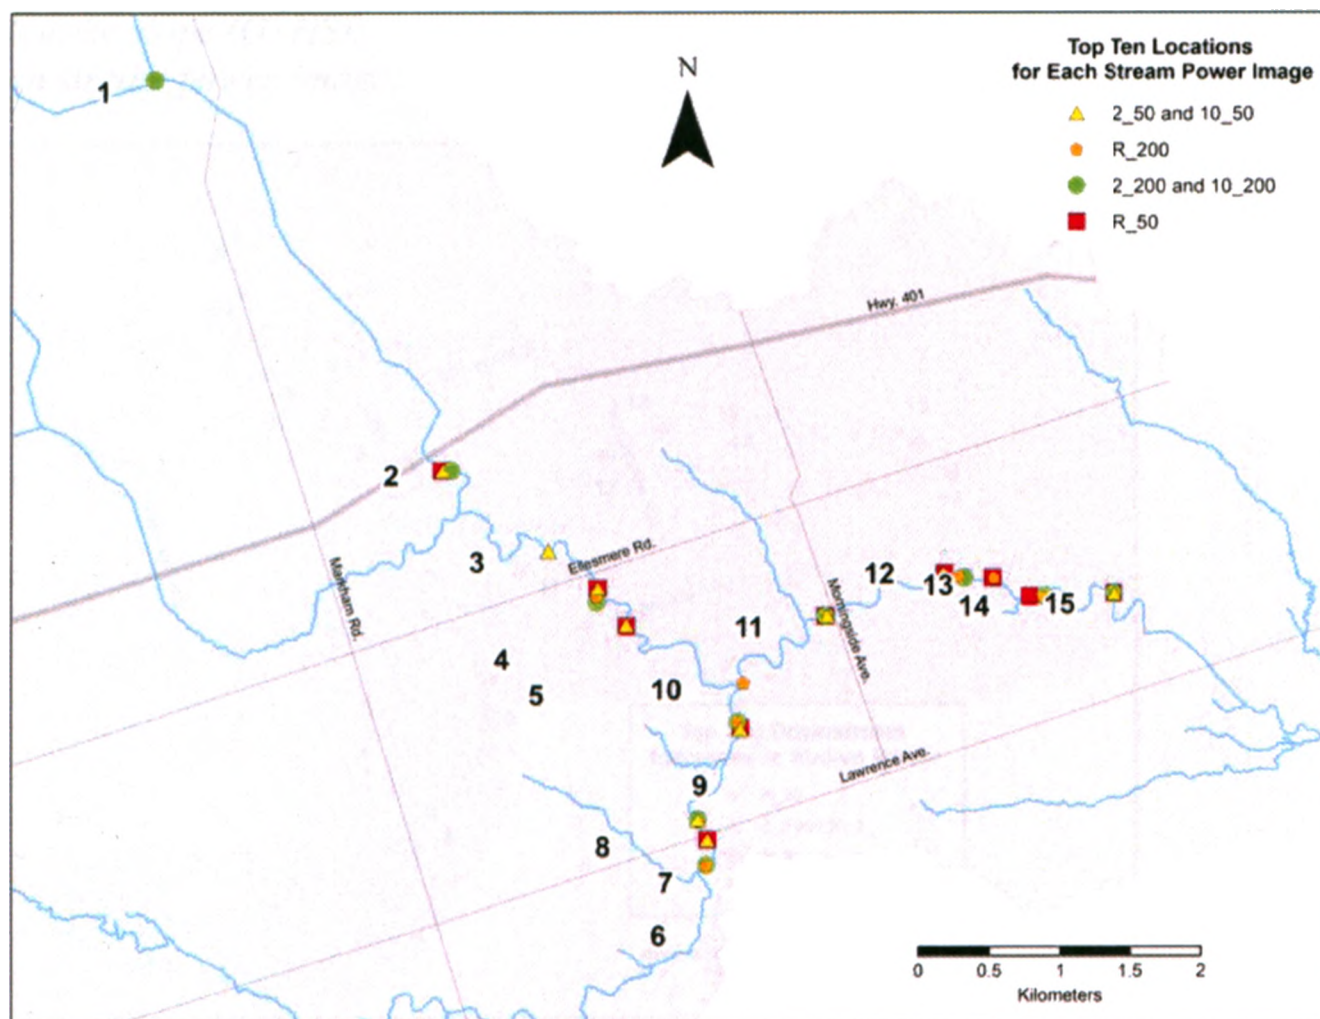 N
Top Ten Locations
for Each Stream Power Image
2_50 and 10_50
R_200
2_200 and 10_200
R_50
1
Hwy. 401
2
3
Ellesmere Rd.
Markham Rd.
4
5
10
11
12
13
14
15
Morningside Ave.
Lawrence Ave.
9
8
7
6
0 0.5 1 1.5 2
Kilometers